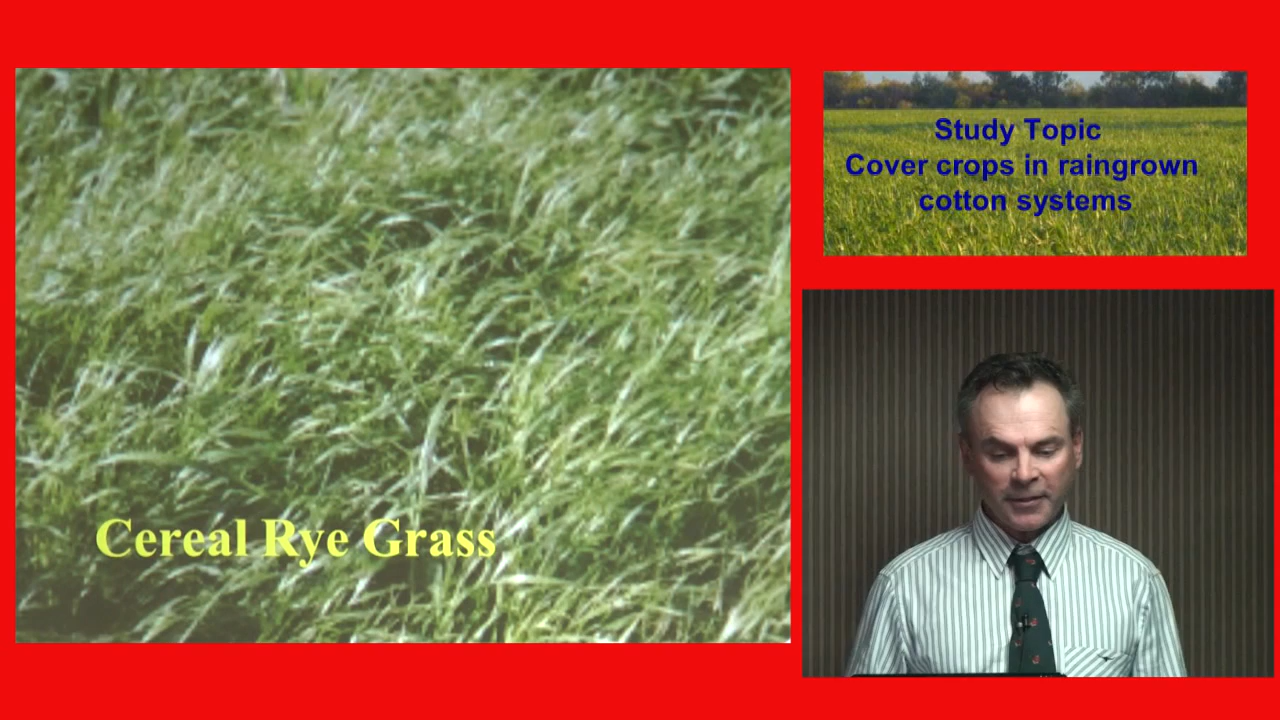 Study Topic
Cover crops in raingrown
cotton systems
Cereal Rye Grass